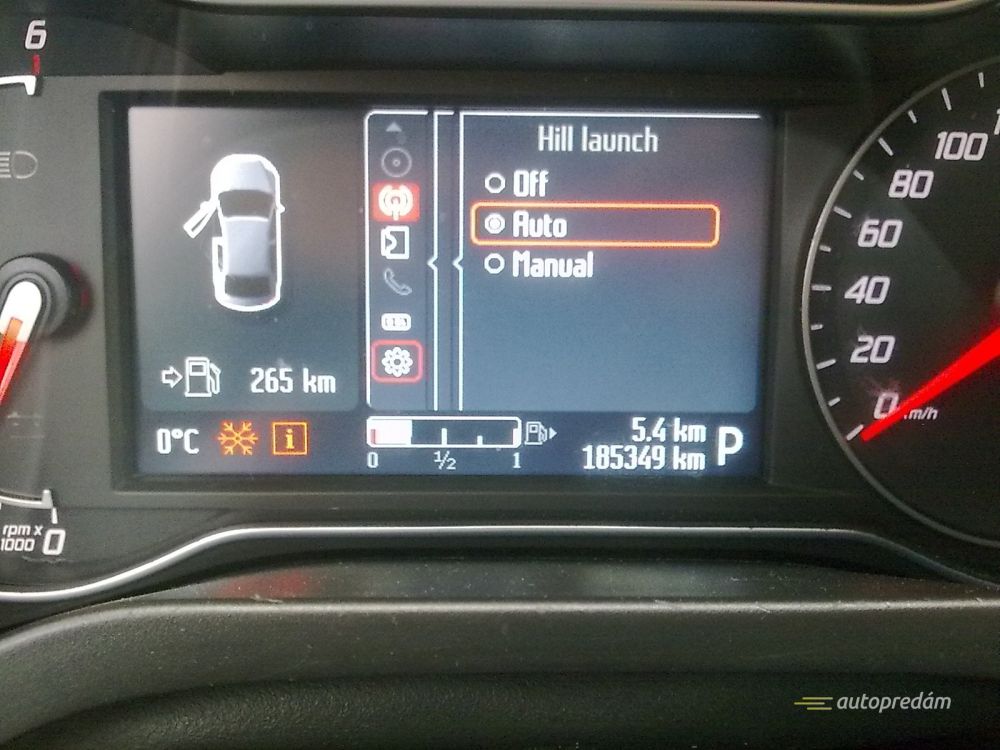 6
Hill launch
Off
Auto
Manual
265 km
0°C
i
0 1/2 1
5.4 km
185349 km
P
100
80
60
40
20
0 km/h
rpm x
1000 0
autopredám